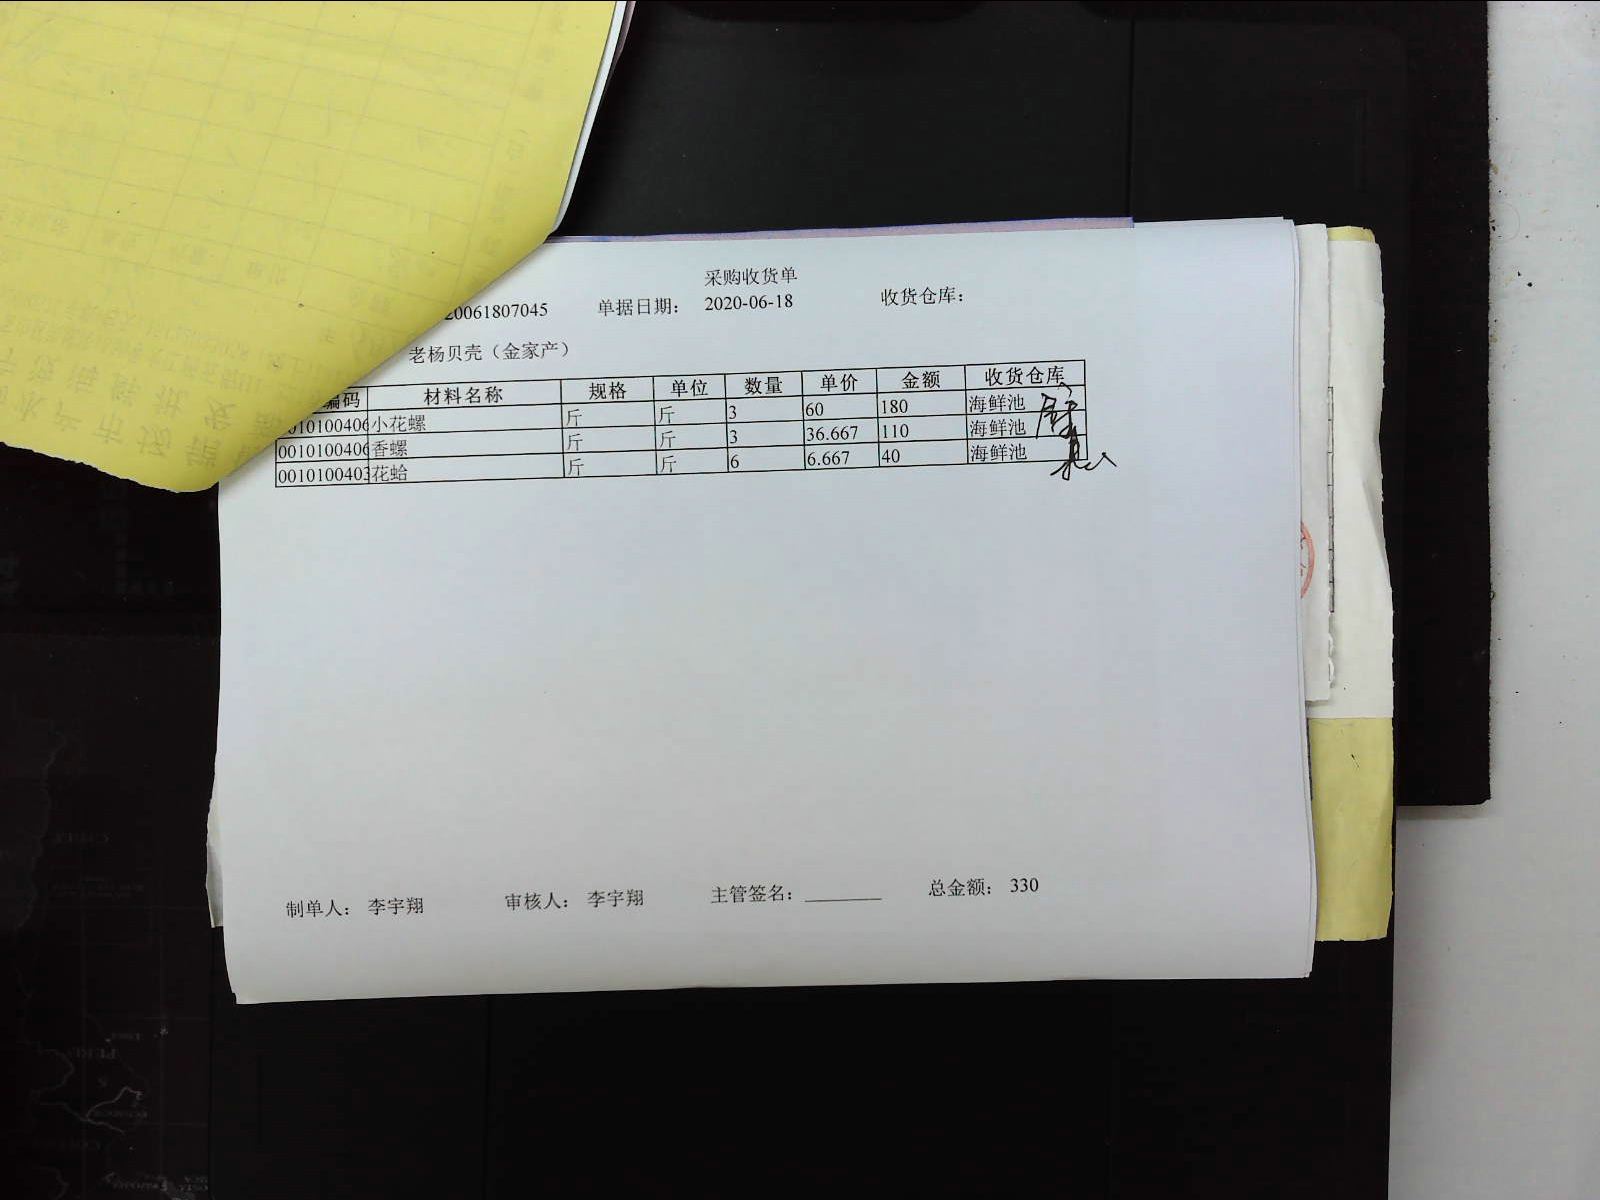 采购收货单
20061807045 单据日期： 2020-06-18 收货仓库：
老杨贝壳（金家产）
编码 材料名称 规格 单位 数量 单价 金额 收货仓库
0010100406 小花螺 斤 斤 3 60 180 海鲜池
0010100406 香螺 斤 斤 3 36.667 110 海鲜池
0010100403 花蛤 斤 斤 6 6.667 40 海鲜池
制单人： 李宇翔 审核人： 李宇翔 主管签名： 总金额： 330